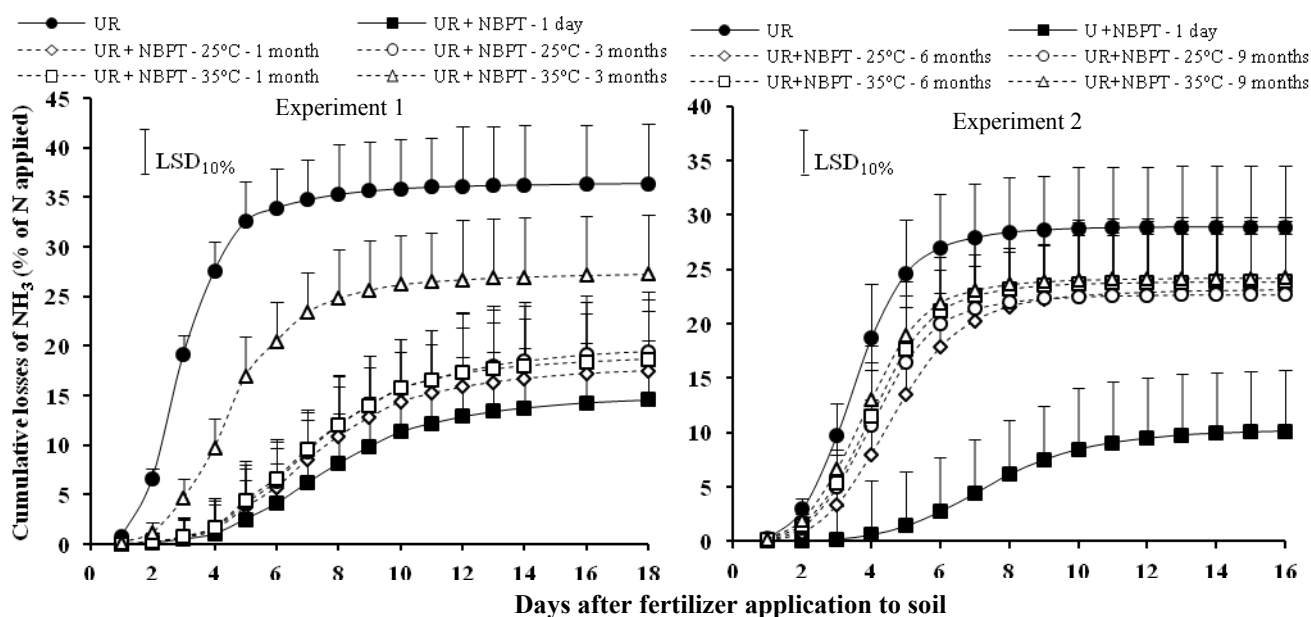 UR
UR + NBPT - 1 day
UR + NBPT - 25ºC - 1 month
UR + NBPT - 25ºC - 3 months
UR + NBPT - 35ºC - 1 month
UR + NBPT - 35ºC - 3 months
Experiment 1
LSD10%
Cumulative losses of NH3 (% of N applied)
45
40
35
30
25
20
15
10
5
0
0 2 4 6 8 10 12 14 16 18
UR
U +NBPT - 1 day
UR+NBPT - 25ºC - 6 months
UR+NBPT - 25ºC - 9 months
UR+NBPT - 35ºC - 6 months
UR+NBPT - 35ºC - 9 months
Experiment 2
LSD10%
40
35
30
25
20
15
10
5
0
0 2 4 6 8 10 12 14 16
Days after fertilizer application to soil